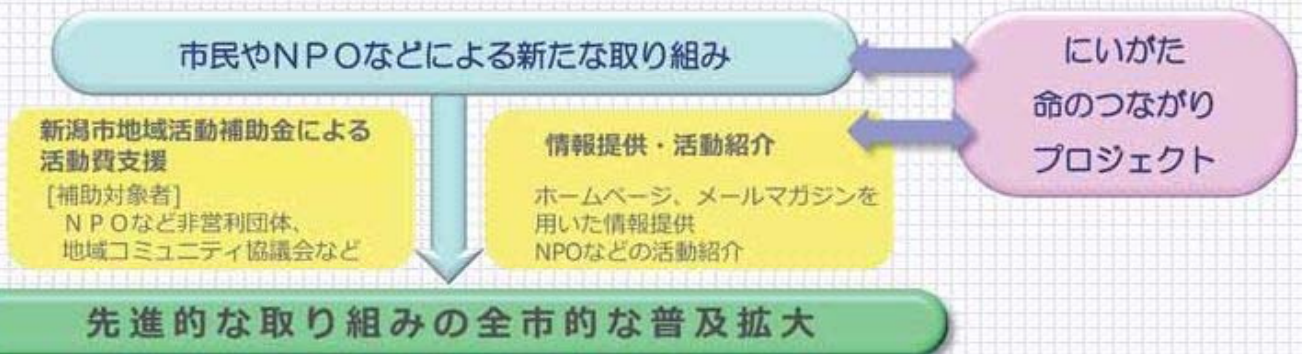 市民やＮＰＯなどによる新たな取り組み
にいがた
命のつながり
プロジェクト
新潟市地域活動補助金による
活動費支援
[補助対象者]
ＮＰＯなど非営利団体、
地域コミュニティ協議会など
情報提供・活動紹介
ホームページ、メールマガジンを
用いた情報提供
NPOなどの活動紹介
先進的な取り組みの全市的な普及拡大